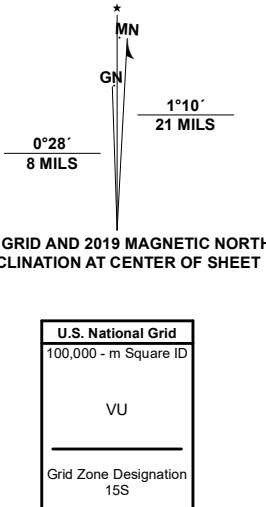 MN
GN
1°10´
21 MILS
0°28´
8 MILS
GRID AND 2019 MAGNETIC NORTH
CLINATION AT CENTER OF SHEET
U.S. National Grid
100,000 - m Square ID
VU
Grid Zone Designation
15S